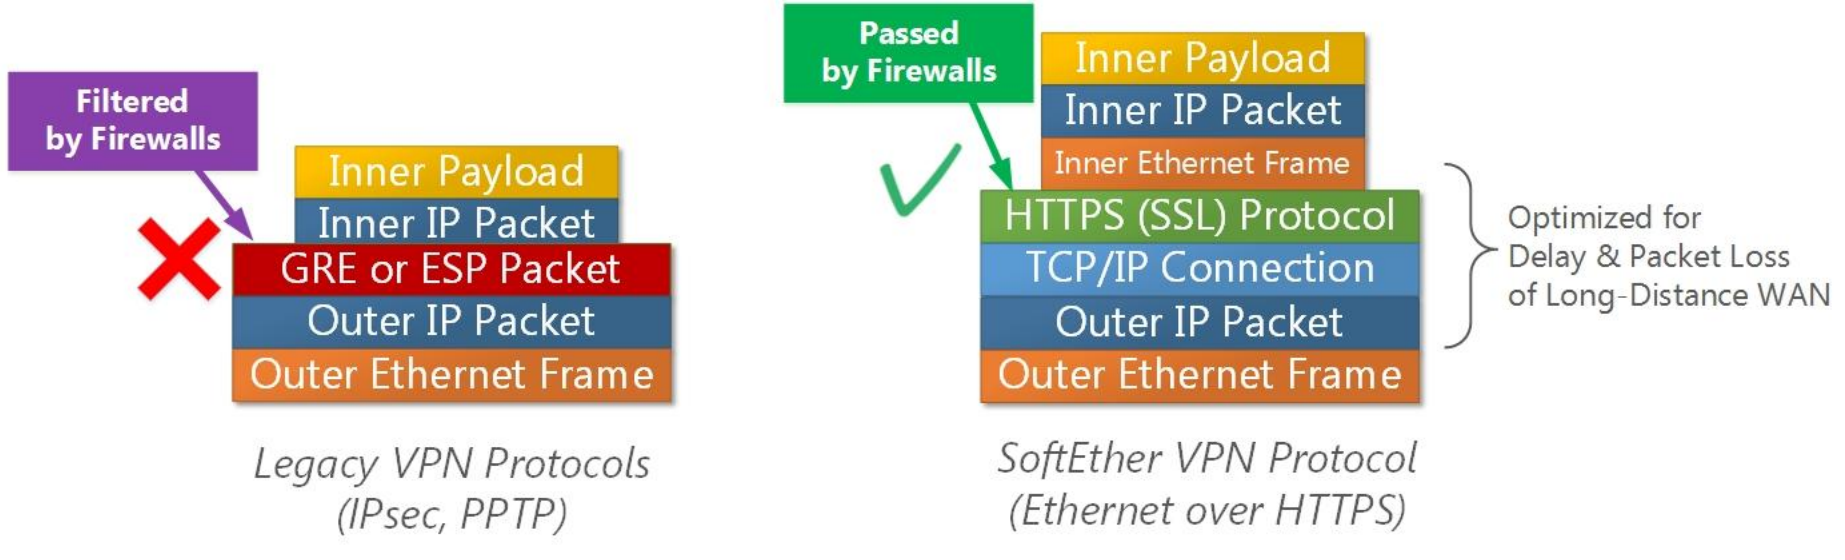 Filtered
by Firewalls
Inner Payload
Inner IP Packet
GRE or ESP Packet
Outer IP Packet
Outer Ethernet Frame
Legacy VPN Protocols
(IPsec, PPTP)
Passed
by Firewalls
Inner Payload
Inner IP Packet
Inner Ethernet Frame
HTTPS (SSL) Protocol
TCP/IP Connection
Outer IP Packet
Outer Ethernet Frame
Optimized for
Delay & Packet Loss
of Long-Distance WAN
SoftEther VPN Protocol
(Ethernet over HTTPS)